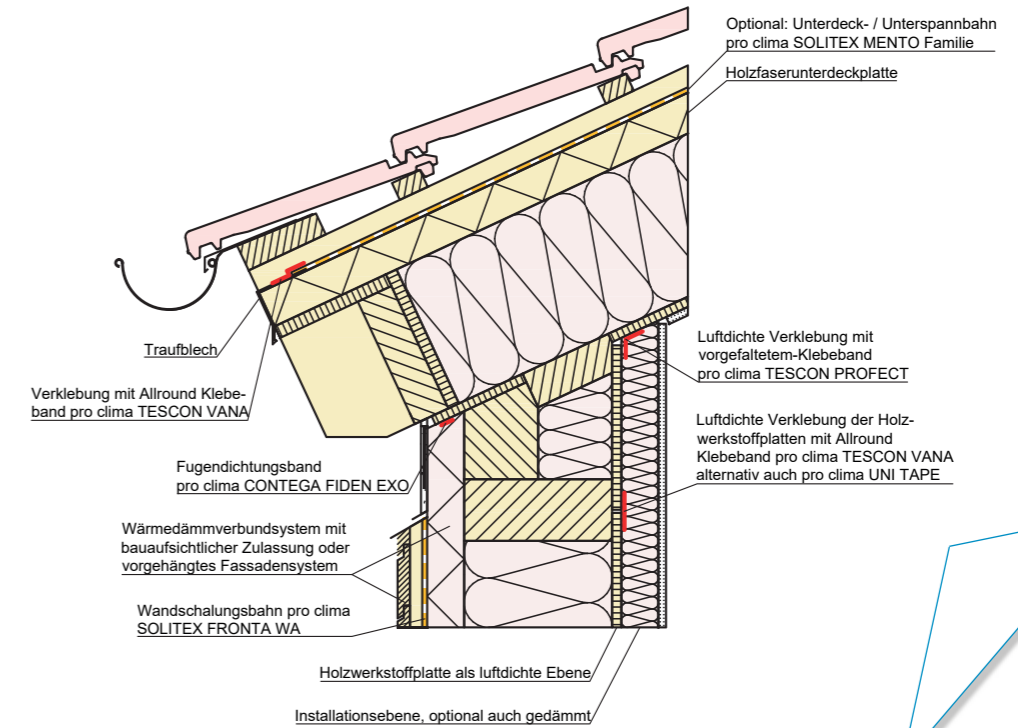 Optional: Unterdeck- / Unterspannbahn
pro clima SOLITEX MENTO Familie
Holzfaserunterdeckplatte
Traufblech
Verklebung mit Allround Klebe-
band pro clima TESCON VANA
Luftdichte Verklebung mit
vorgefaltetem-Klebeband
pro clima TESCON PROFECT
Luftdichte Verklebung der Holz-
werkstoffplatten mit Allround
Klebeband pro clima TESCON VANA
alternativ auch pro clima UNI TAPE
Fugendichtungsband
pro clima CONTEGA FIDEN EXO
Wärmedämmverbundsystem mit
bauaufsichtlicher Zulassung oder
vorgehängtes Fassadensystem
Wandschalungsbahn pro clima
SOLITEX FRONTA WA
Holzwerkstoffplatte als luftdichte Ebene
Installationsebene, optional auch gedämmt